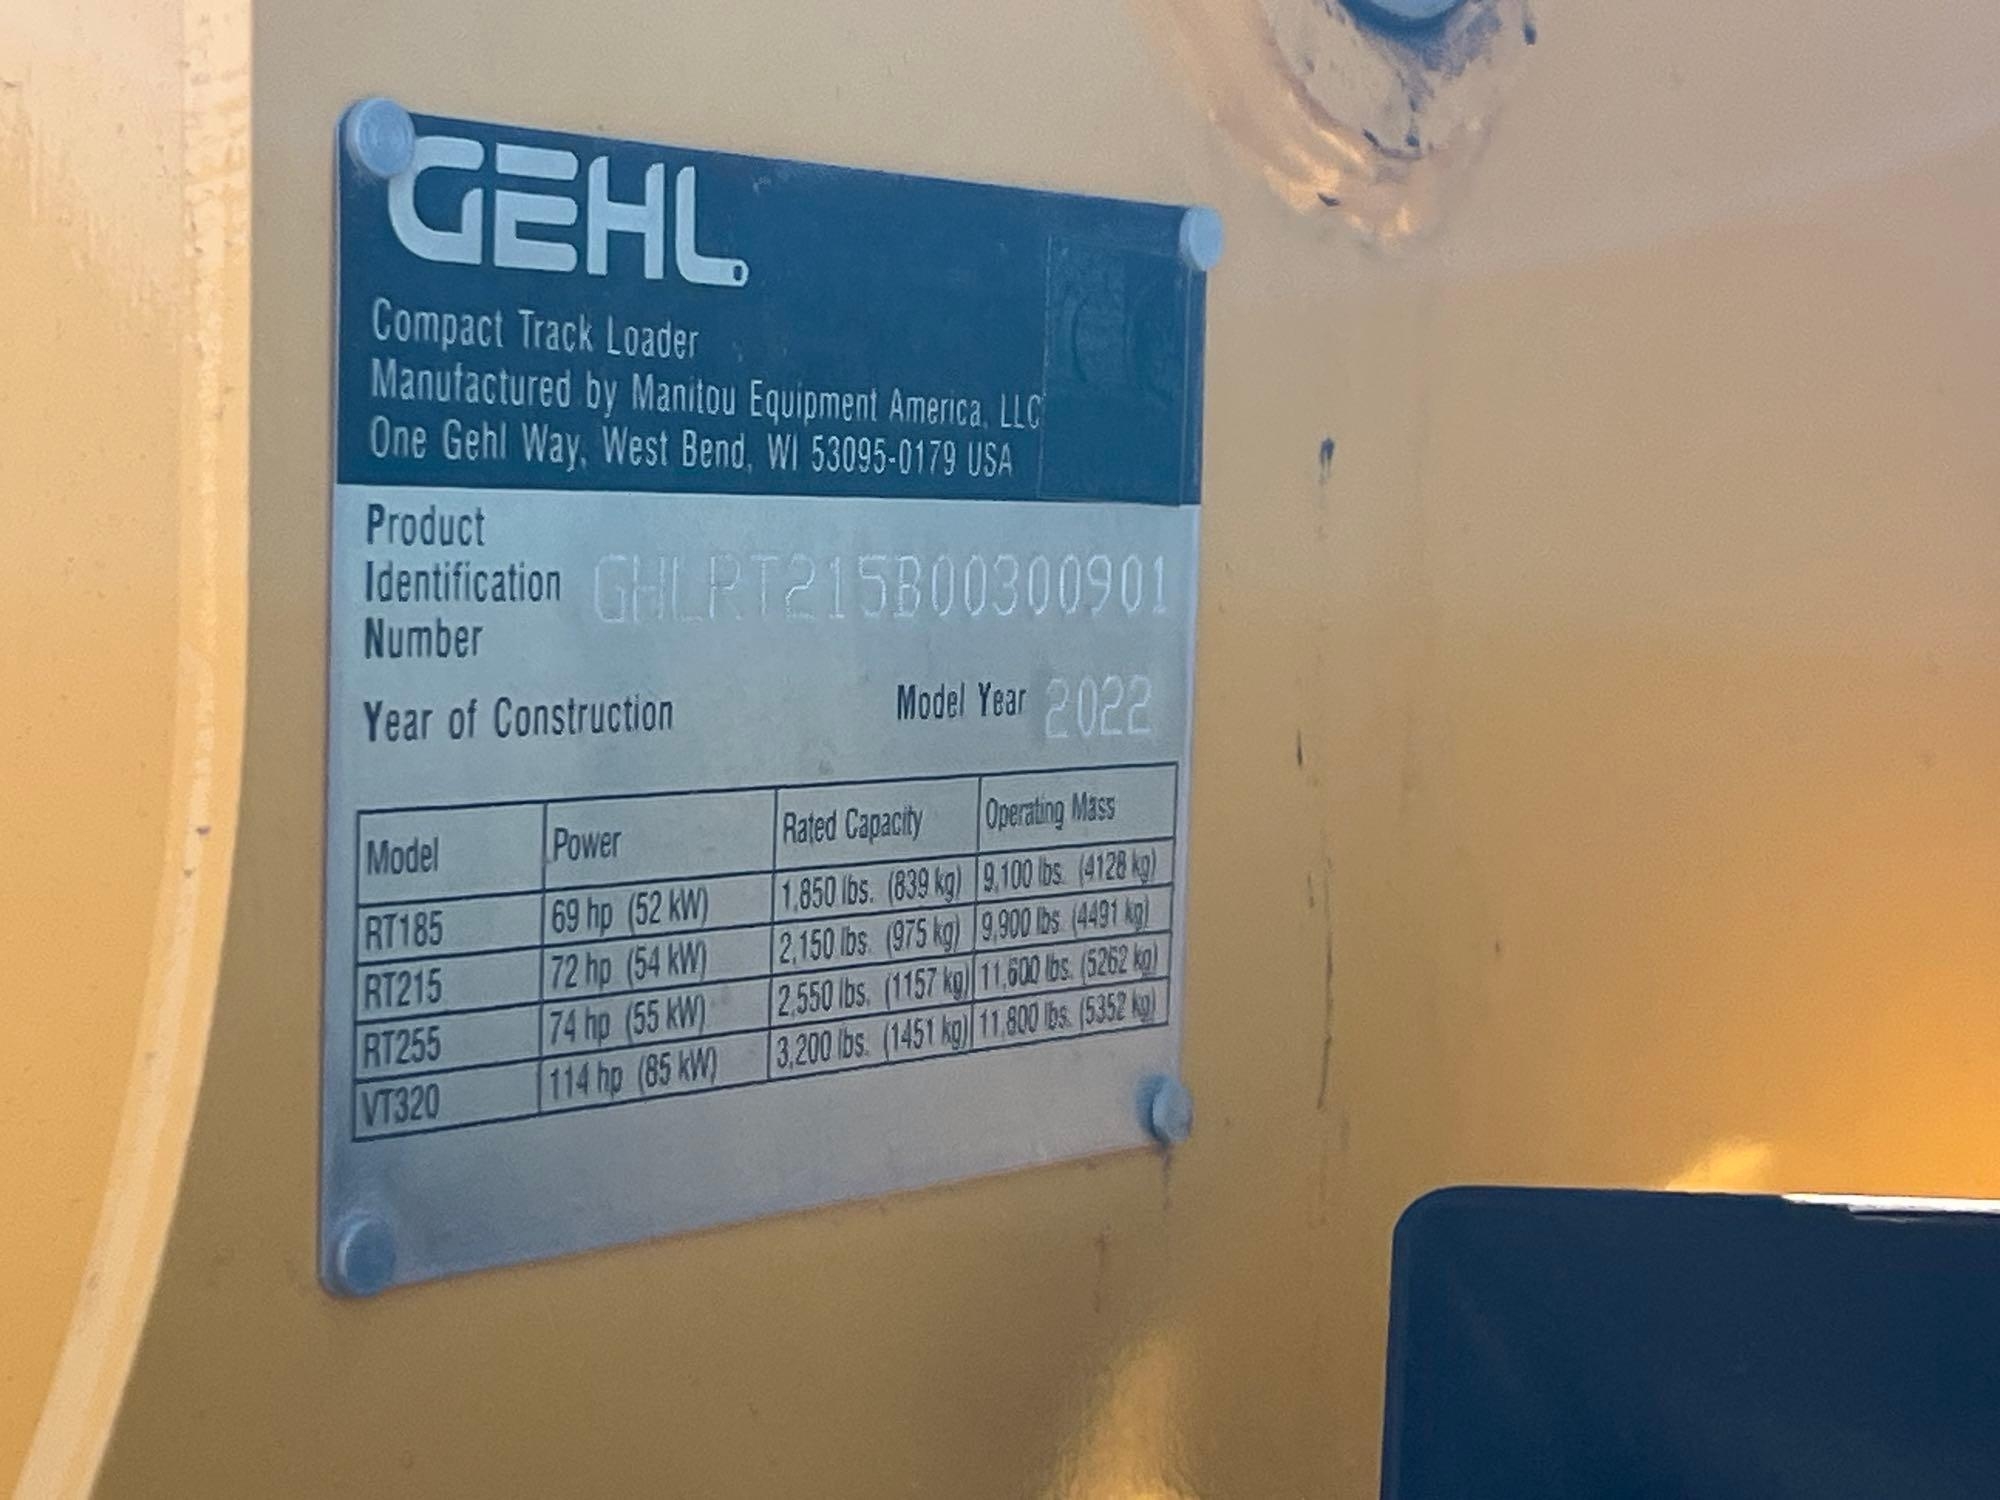 GEHL
Compact Track Loader
Manufactured by Manitou Equipment America, LLC
One Gehl Way, West Bend, WI 53095-0179 USA
Product
Identification GHLRT215B00300901
Number
Year of Construction Model Year 2022
Model Power Rated Capacity Operating Mass
RT185 69 hp (52 kW) 1,850 lbs. (839 kg) 9,100 lbs. (4128 kg)
RT215 72 hp (54 kW) 2,150 lbs. (975 kg) 9,900 lbs. (4491 kg)
RT255 74 hp (55 kW) 2,550 lbs. (1157 kg) 11,600 lbs. (5262 kg)
VT320 114 hp (85 kW) 3,200 lbs. (1451 kg) 11,800 lbs. (5352 kg)